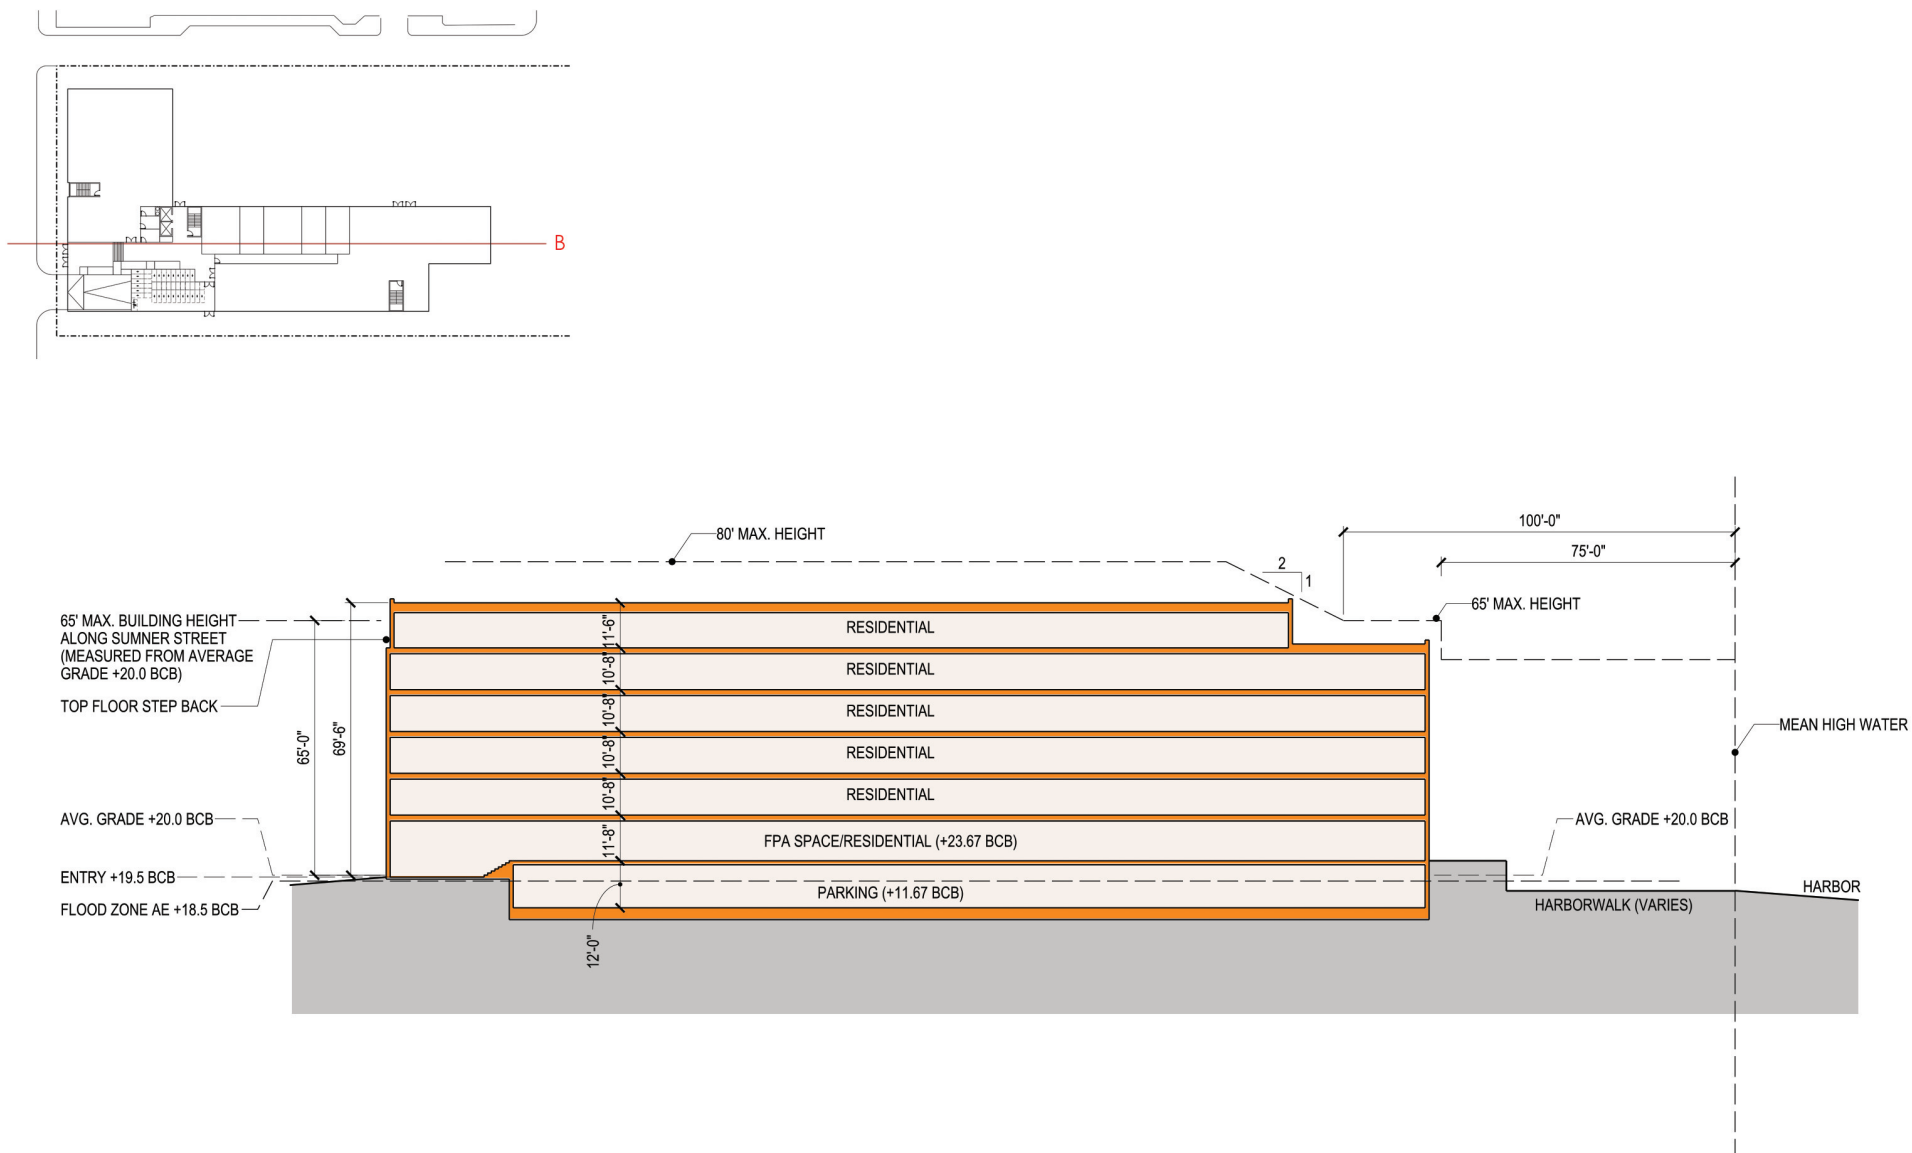 B
100'-0"
80' MAX. HEIGHT
75'-0"
2
1
65' MAX. HEIGHT
65' MAX. BUILDING HEIGHT
ALONG SUMNER STREET
(MEASURED FROM AVERAGE
GRADE +20.0 BCB)
TOP FLOOR STEP BACK
65'-0"
69'-6"
11'-6"
RESIDENTIAL
10'-8"
RESIDENTIAL
10'-8"
RESIDENTIAL
10'-8"
RESIDENTIAL
10'-8"
RESIDENTIAL
11'-8"
FPA SPACE/RESIDENTIAL (+23.67 BCB)
PARKING (+11.67 BCB)
12'-0"
MEAN HIGH WATER
AVG. GRADE +20.0 BCB
ENTRY +19.5 BCB
FLOOD ZONE AE +18.5 BCB
AVG. GRADE +20.0 BCB
HARBOR
HARBORWALK (VARIES)